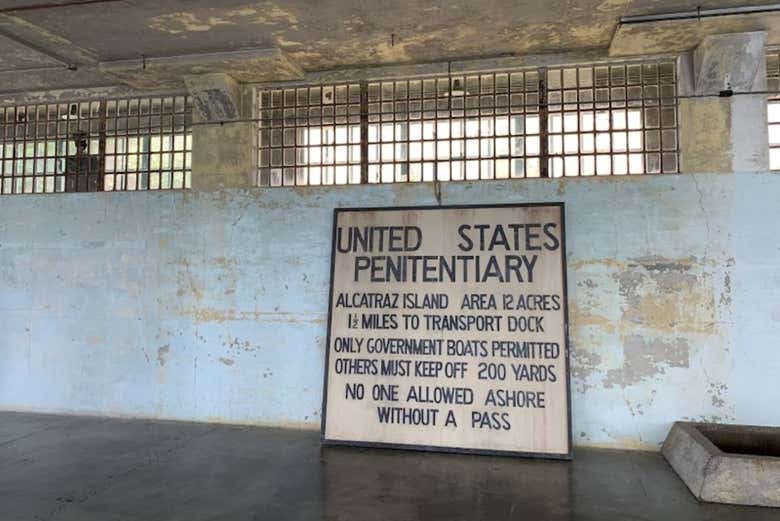 UNITED STATES
PENITENTIARY
ALCATRAZ ISLAND AREA 12 ACRES
1½ MILES TO TRANSPORT DOCK
ONLY GOVERNMENT BOATS PERMITTED
OTHERS MUST KEEP OFF 200 YARDS
NO ONE ALLOWED ASHORE
WITHOUT A PASS